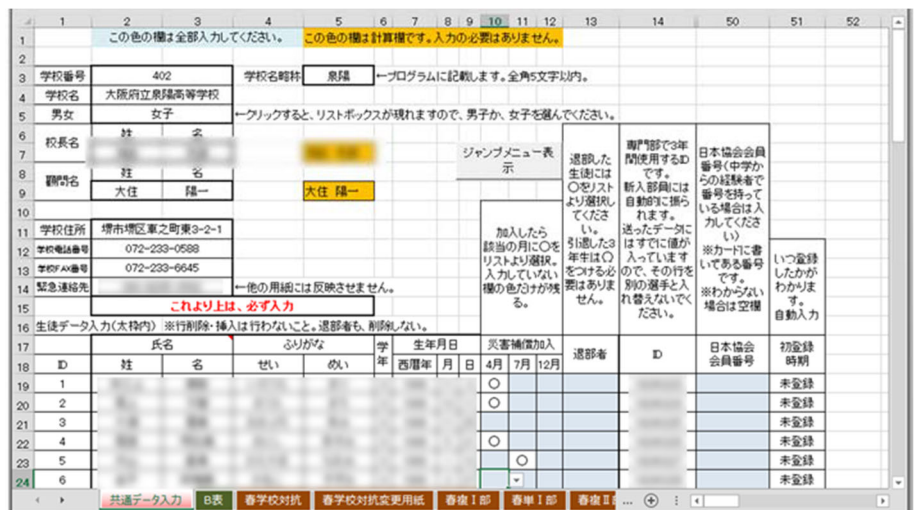 1 2 3 4 5 6 7 8 9 10 11 12 13 14 50 51 52
1 この色の欄は全部入力してください。 この色の欄は計算欄です。入力の必要はありません。
2
3 学校番号 402 学校名略称 泉陽 ←プログラムに記載します。全角5文字以内。
4 学校名 大阪府立泉陽高等学校
5 男女 女子 ←クリックすると、リストボックスが現れますので、男子か、女子を選んでください。
6 校長名 姓 名
7
8 顧問名 姓 名
9 大住 陽一 大住 陽一
ジャンプメニュー表
示
10
11 学校住所 堺市堺区車之町東3-2-1
12 学校電話番号 072-233-0588
13 学校FAX番号 072-233-6645
14 緊急連絡先 ←他の用紙には反映させません。
15 これより上は、必ず入力
加入したら
該当の月に〇を
リストより選択。
入力していない
欄の色だけが残
る。
退部した
生徒には
〇をリスト
より選択し
てくださ
い。
引退した3
年生は〇
をつける必
要はありま
せん。
専門部で3年
間使用するID
です。
新入部員には
自動的に振ら
れます。
送ったデータに
はすでに値が
入っています
ので、その行を
別の選手と入
れ替えないでく
ださい。
日本協会会員
番号(中学か
らの経験者で
番号を持って
いる場合は入
力してくださ
い)
※カードに書
いてある番号
です。
※わからない
場合は空欄
いつ登録
したかが
わかりま
す。
自動入力
16 生徒データ入力(太枠内) ※行削除・挿入は行わないこと。退部者も、削除しない。
17 氏名 ふりがな 学年 生年月日 災害補償加入 退部者 ID 日本協会会員番号 初登録時期
18 ID 姓 名 せい めい 西暦年 月 日 4月 7月 12月
19 1 〇 未登録
20 2 〇 未登録
21 3 未登録
22 4 〇 未登録
23 5 〇 未登録
24 6 未登録
共通データ入力 B表 春学校対抗 春学校対抗変更用紙 春複Ⅰ部 春単Ⅰ部 春複Ⅱ ...